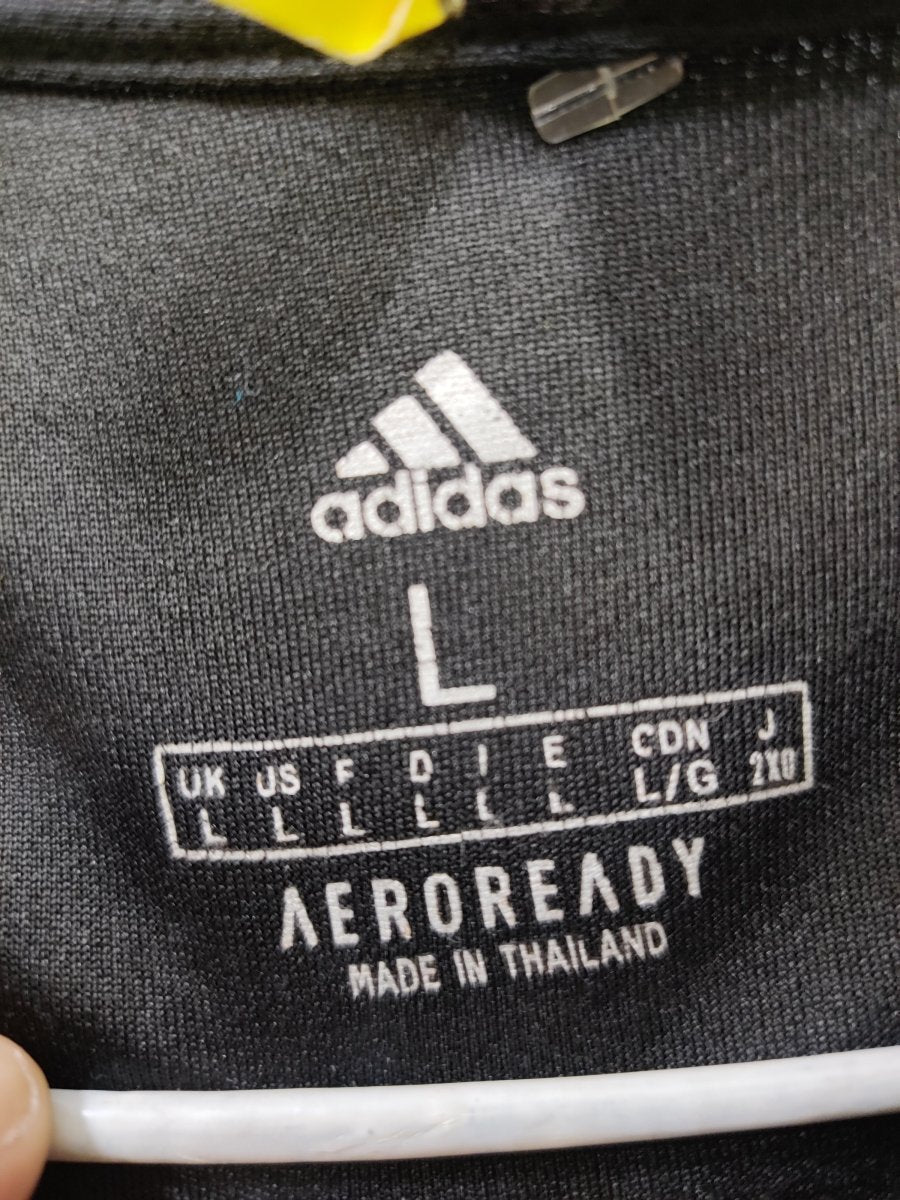 adidas
L
UK US F D I E CDN J
L L L L L L L/G 2XO
AEROREADY
MADE IN THAILAND